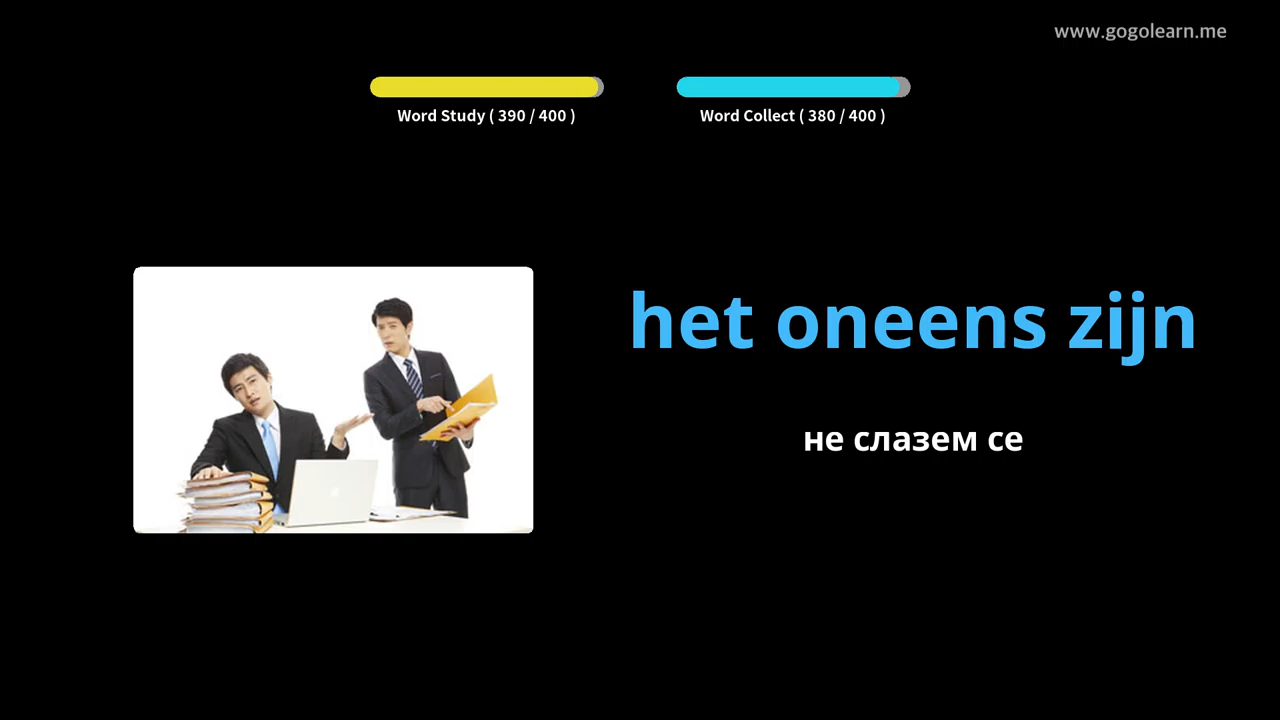 www.gogolearn.me
Word Study ( 390 / 400 )
Word Collect ( 380 / 400 )
het oneens zijn
не слазем се